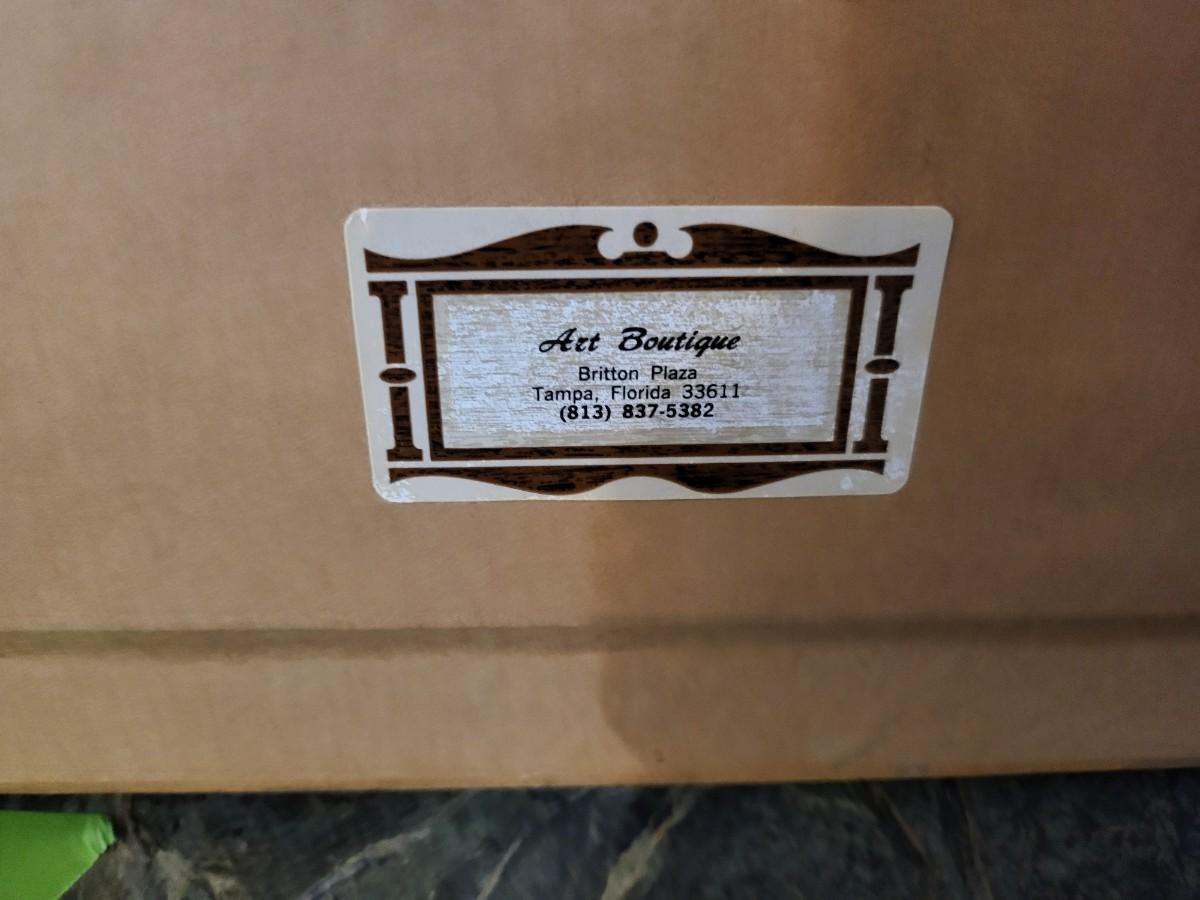 Art Boutique
Britton Plaza
Tampa, Florida 33611
(813) 837-5382